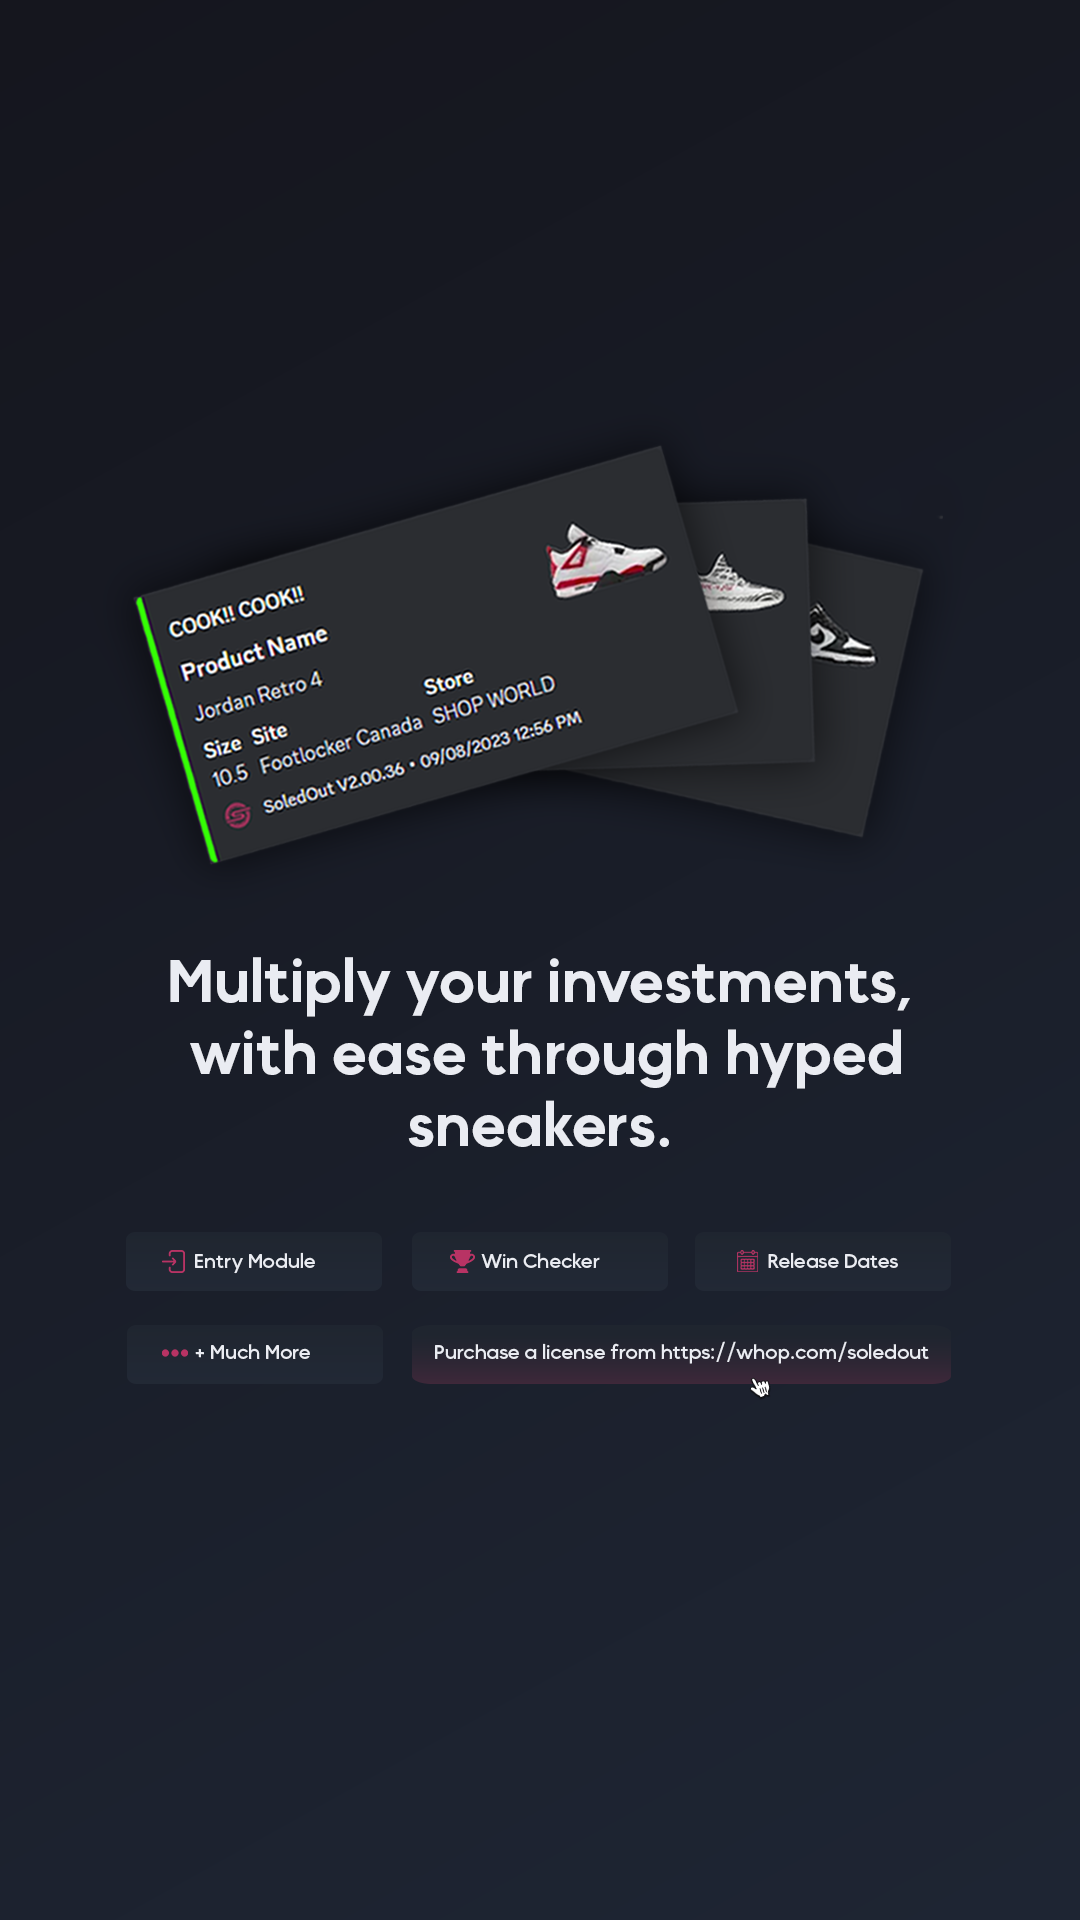 COOK!! COOK!!
Product Name
Jordan Retro 4
Size Site Store
10.5 Footlocker Canada SHOP WORLD
SoledOut V2.00.36 • 09/08/2023 12:56 PM
Multiply your investments,
with ease through hyped
sneakers.
Entry Module
Win Checker
Release Dates
+ Much More
Purchase a license from https://whop.com/soledout